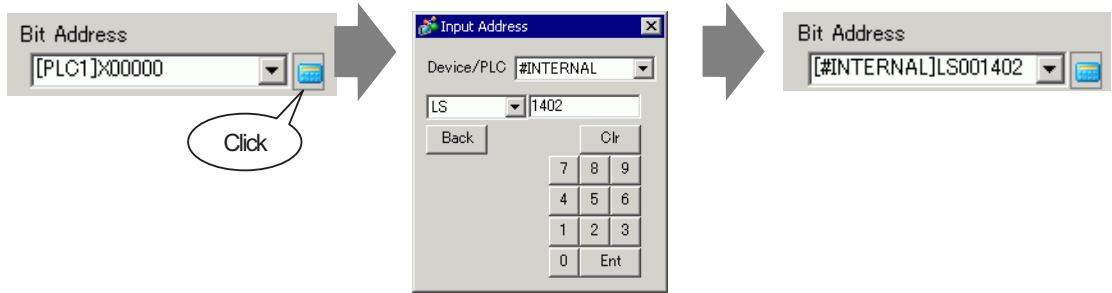 Bit Address
[PLC1]X00000
Click
Input Address
Device/PLC #INTERNAL
LS 1402
Back Clr
7 8 9
4 5 6
1 2 3
0 Ent
Bit Address
[#INTERNAL]LS001402